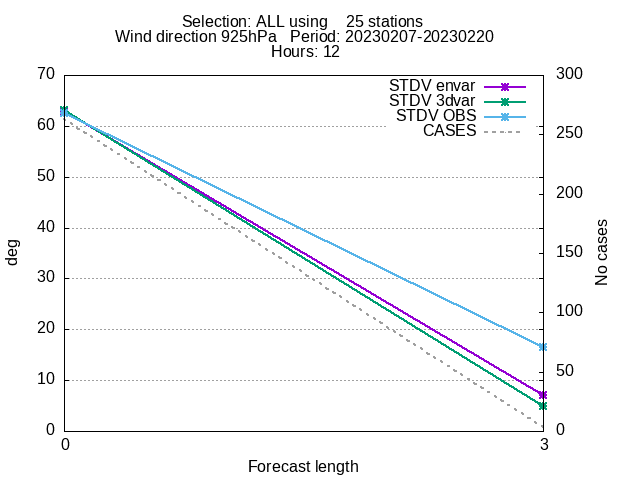 Selection: ALL using    25 stations
Wind direction 925hPa   Period: 20230207-20230220
Hours: 12
70 300
STDV envar
STDV 3dvar
STDV OBS
CASES
60 250
50 200
40
30 150
20 100
10 50
0 0
deg
No cases
0 3
Forecast length